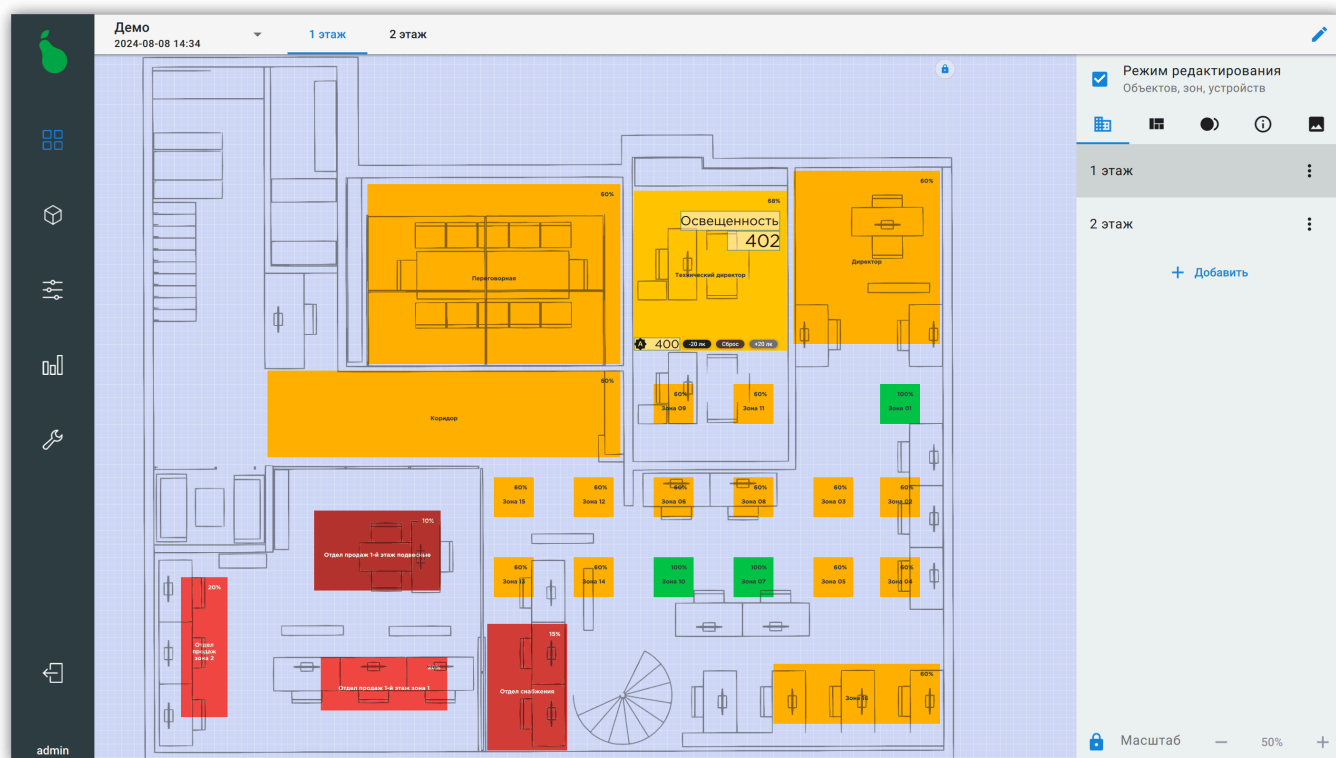 Демо
2024-08-08 14:34
1 этаж
2 этаж
Режим редактирования
Объектов, зон, устройств
1 этаж
2 этаж
+ Добавить
60%
Переговорная
68%
Освещенность
402
Технический директор
A 400 -20 лк Сброс +20 лк
60%
Директор
60%
Коридор
60%
Зона 09
60%
Зона 11
100%
Зона 01
60%
Зона 15
60%
Зона 12
60%
Зона 06
60%
Зона 08
60%
Зона 03
60%
Зона 02
10%
Отдел продаж 1-й этаж подвесные
60%
Зона 13
60%
Зона 14
100%
Зона 10
100%
Зона 07
60%
Зона 05
60%
Зона 04
20%
Отдел
продаж
зона 2
Отдел продаж 1-й этаж зона 1
15%
Отдел снабжения
60%
admin
Масштаб — 50% +